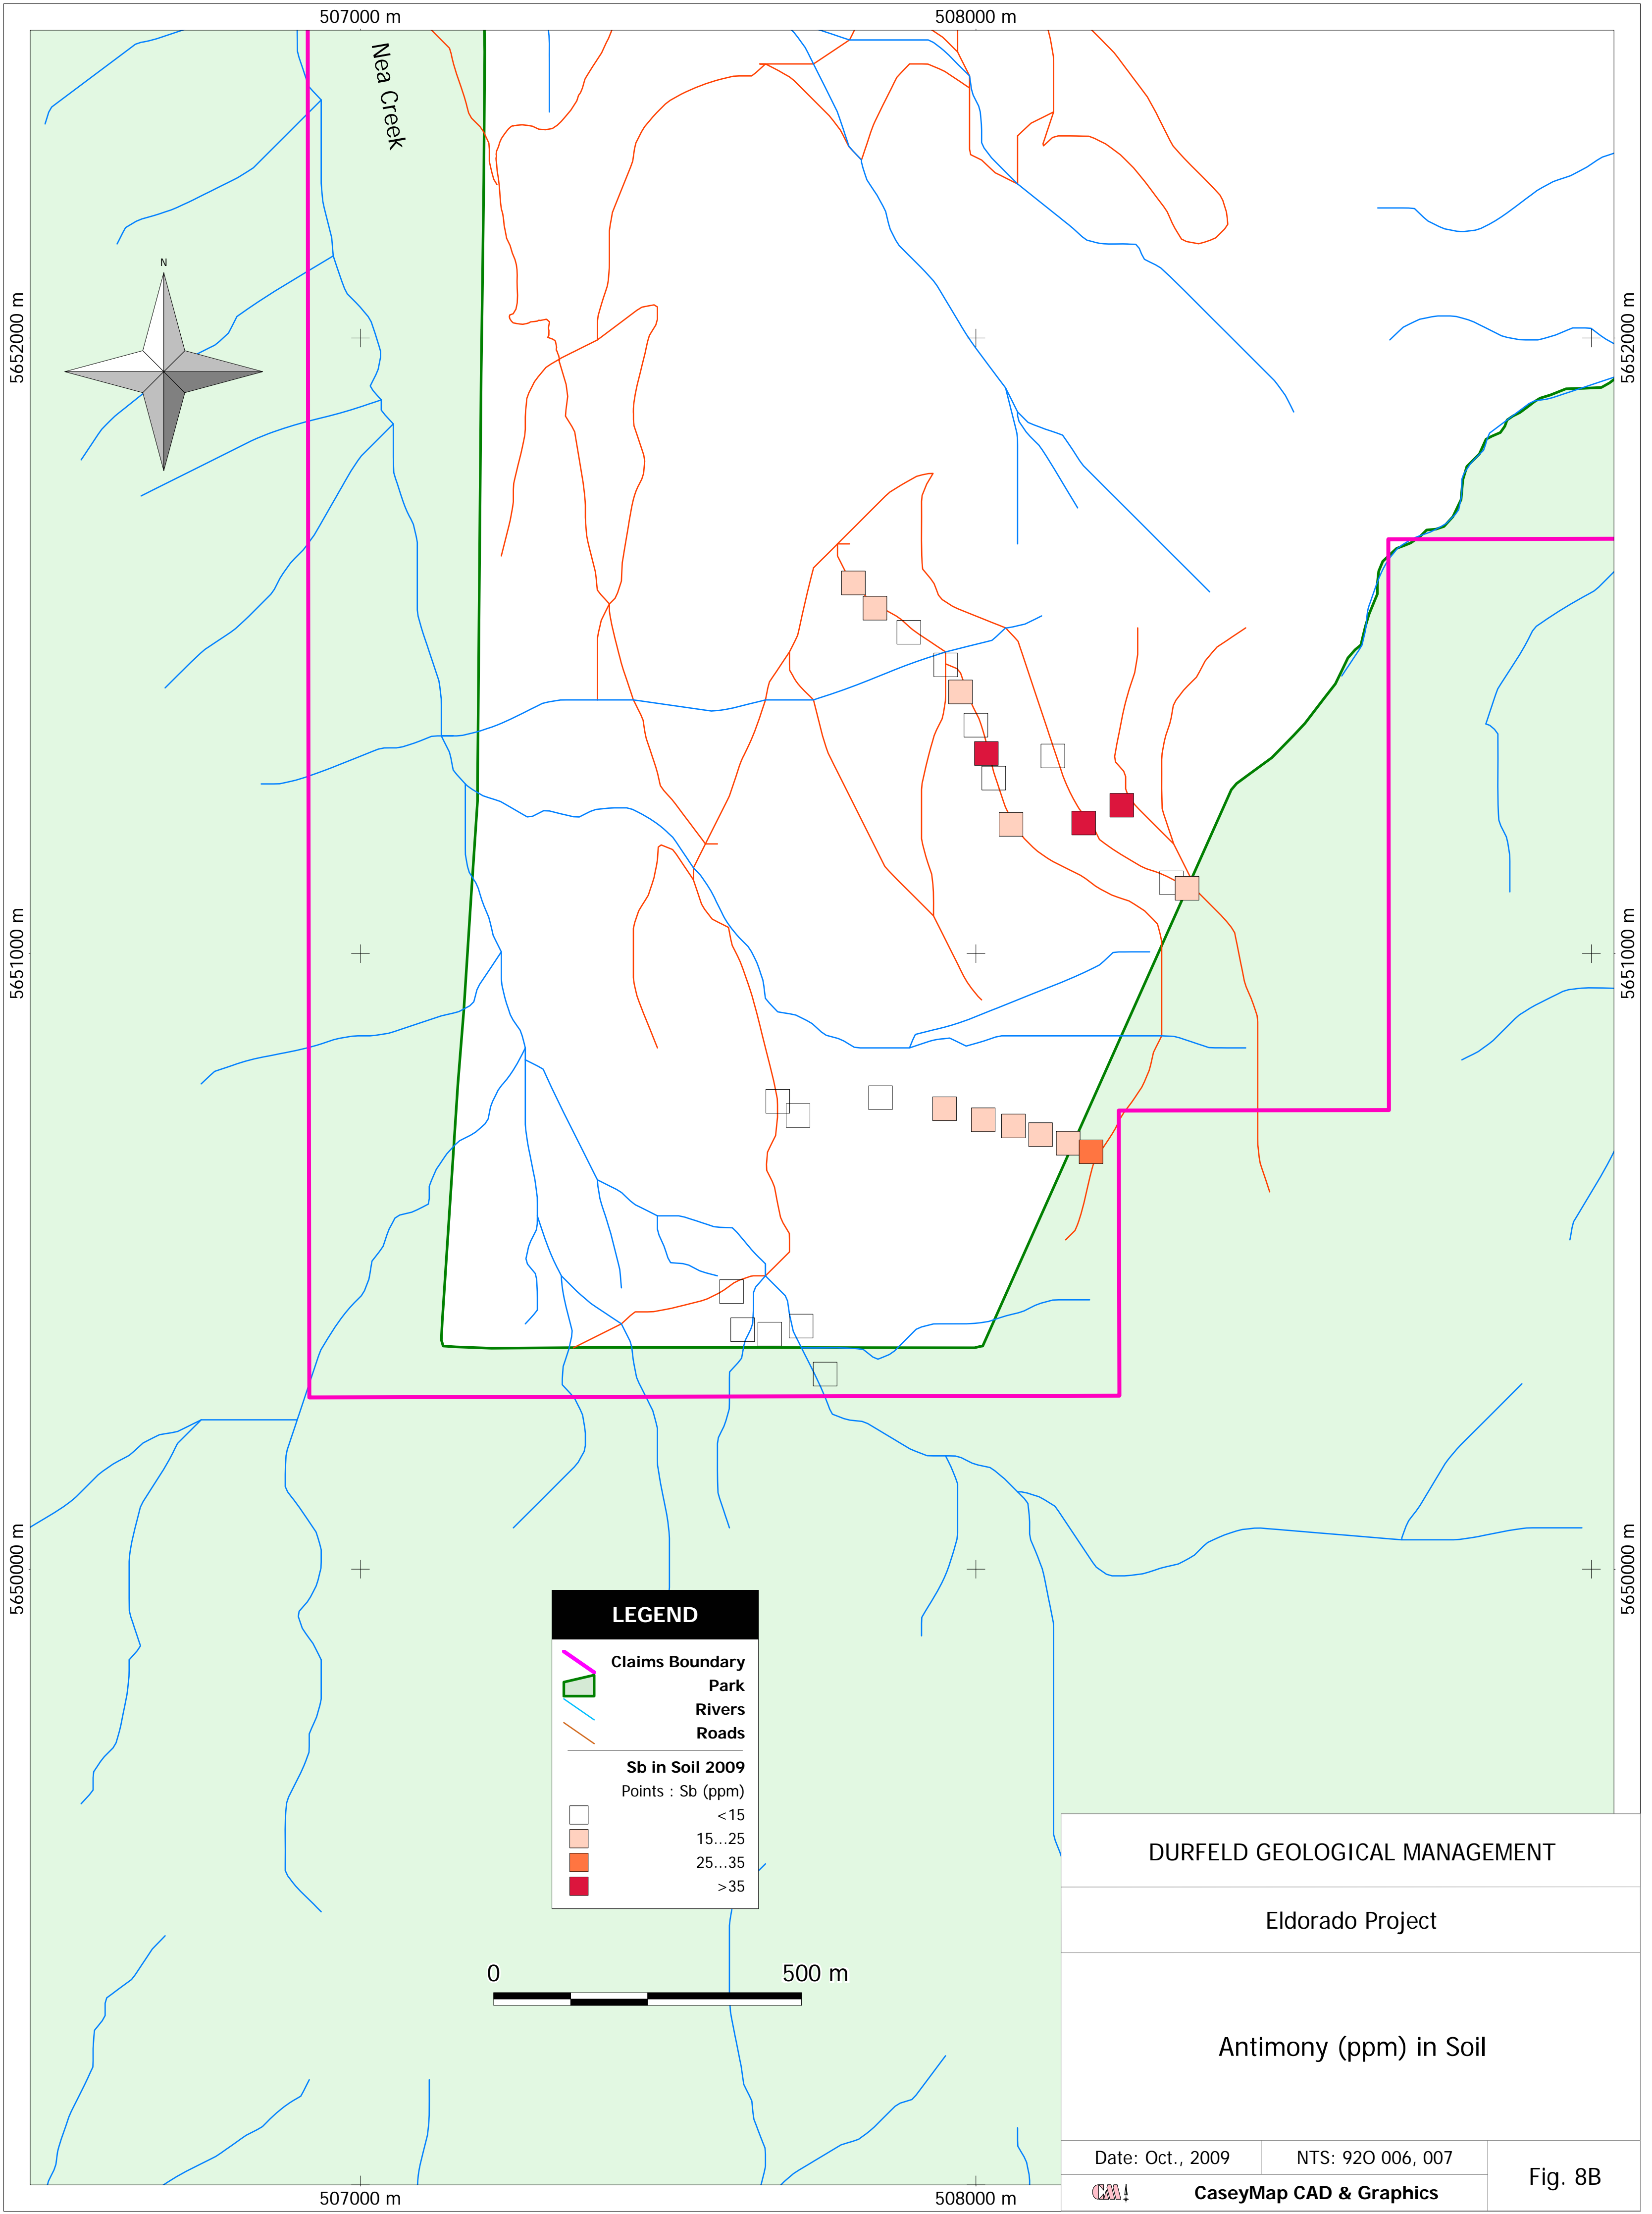 507000 m
508000 m
Nea Creek
N
5652000 m
5652000 m
5651000 m
5651000 m
5650000 m
5650000 m
LEGEND
Claims Boundary
Park
Rivers
Roads
Sb in Soil 2009
Points : Sb (ppm)
<15
15...25
25...35
>35
0 500 m
DURFELD GEOLOGICAL MANAGEMENT
Eldorado Project
Antimony (ppm) in Soil
Date: Oct., 2009
NTS: 92O 006, 007
CaseyMap CAD & Graphics
Fig. 8B
507000 m
508000 m